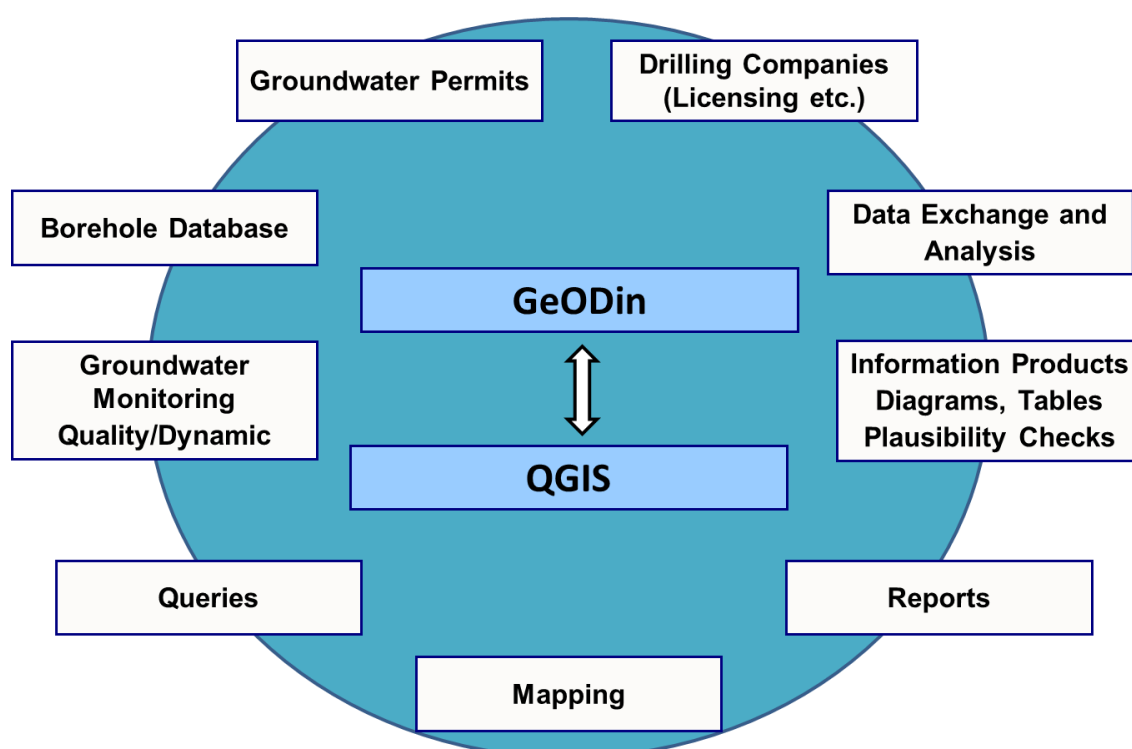 Groundwater Permits
Drilling Companies
(Licensing etc.)
Borehole Database
Data Exchange and
Analysis
GeODin
Groundwater
Monitoring
Quality/Dynamic
Information Products
Diagrams, Tables
Plausibility Checks
QGIS
Queries
Reports
Mapping